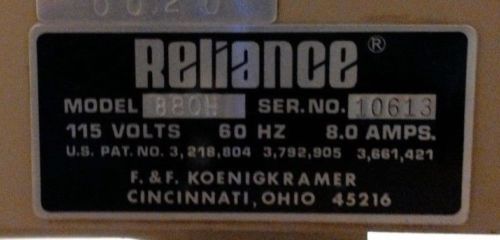 0020
Reliance ®
MODEL 880H SER. NO. 10613
115 VOLTS 60 HZ 8.0 AMPS.
U.S. PAT. NO. 3,218,804 3,792,905 3,661,421
F. & F. KOENIGKRAMER
CINCINNATI, OHIO 45216